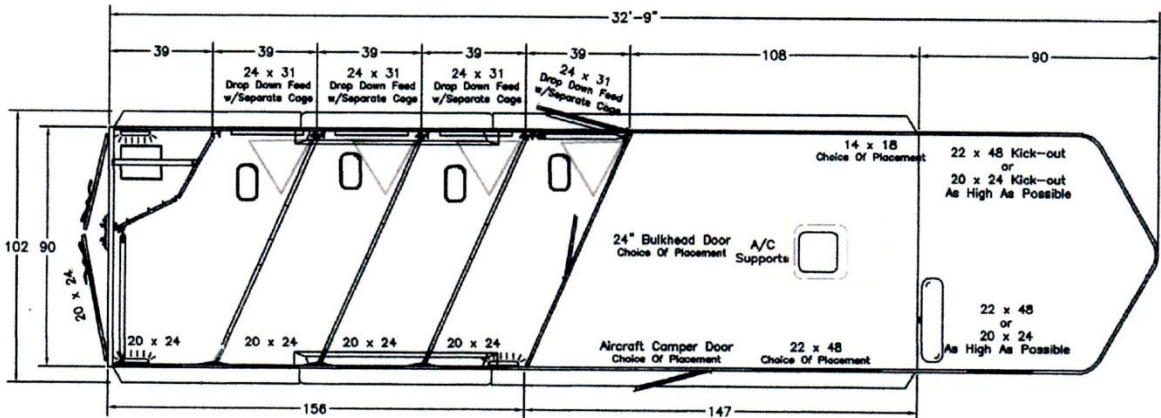 32'-9"
39
39
39
39
39
108
90
24 x 31
Drop Down Feed
w/Separate Cage
24 x 31
Drop Down Feed
w/Separate Cage
24 x 31
Drop Down Feed
w/Separate Cage
24 x 31
Drop Down Feed
w/Separate Cage
14 x 18
Choice Of Placement
22 x 48 Kick-out
or
20 x 24 Kick-out
As High As Possible
102
90
24" Bulkhead Door
Choice Of Placement
A/C
Supports
20 x 24
20 x 24
20 x 24
20 x 24
20 x 24
Aircraft Camper Door
Choice Of Placement
22 x 48
Choice Of Placement
22 x 48
or
20 x 24
As High As Possible
156
147